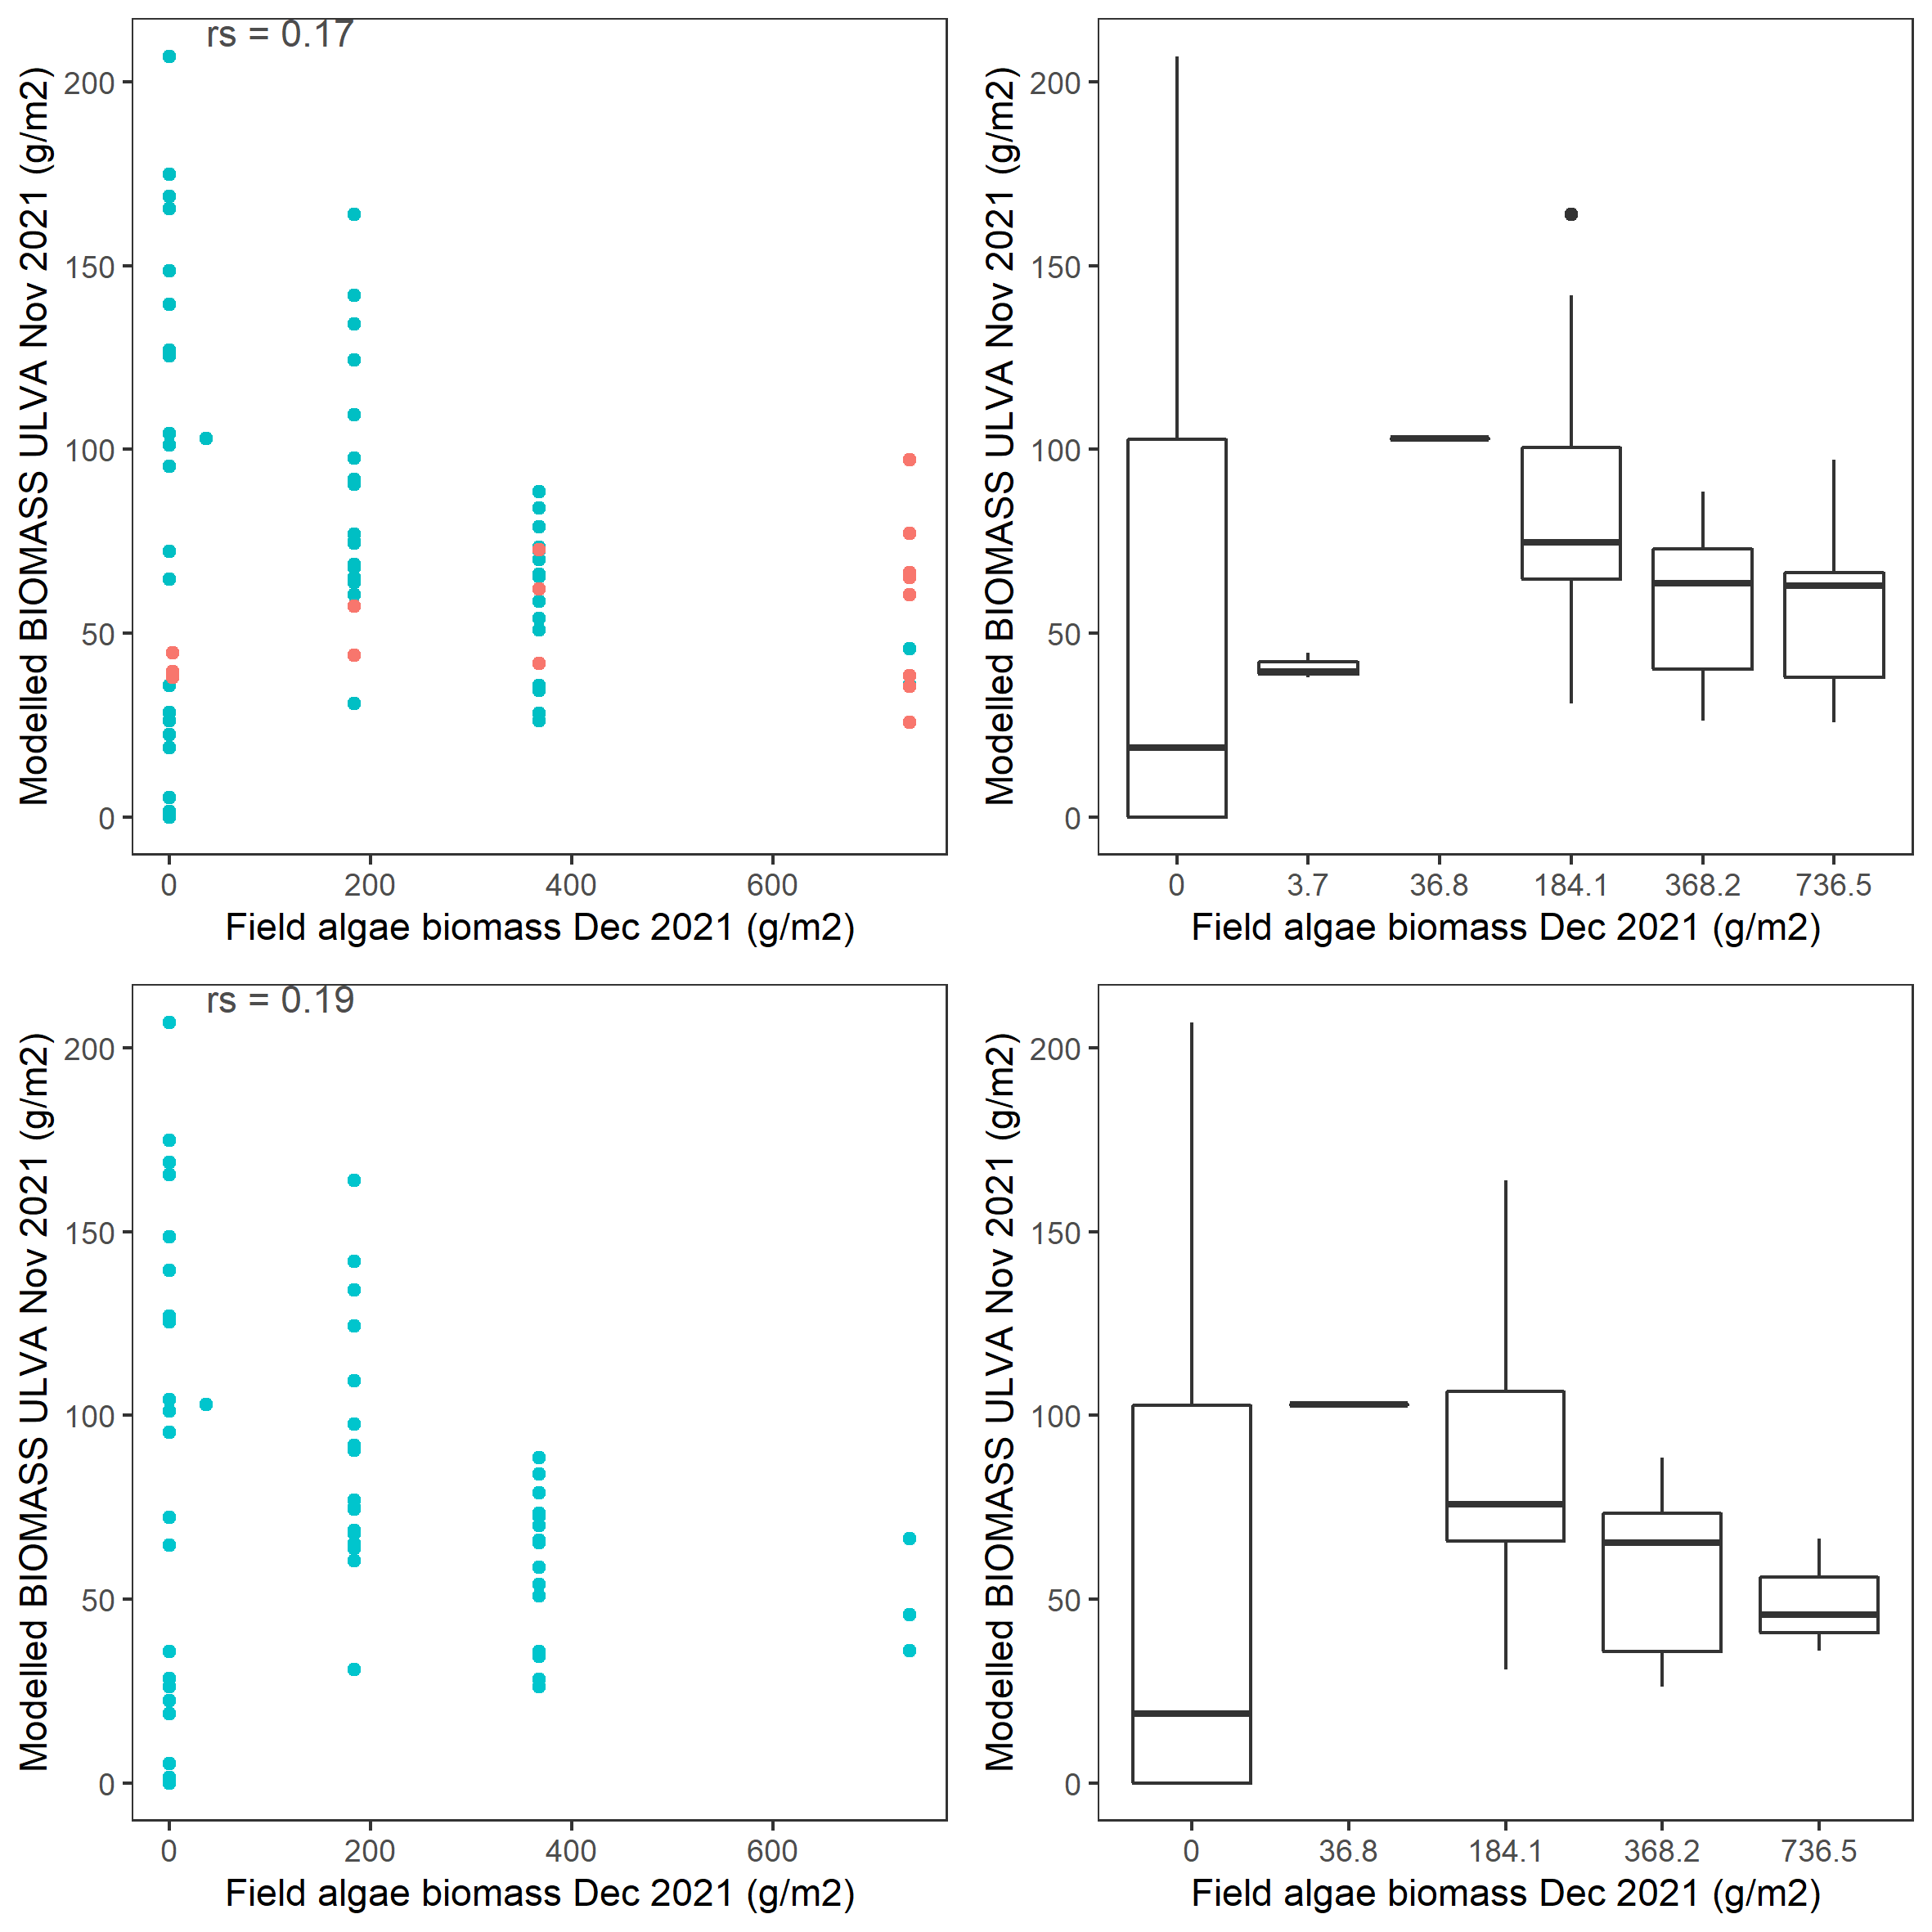 rs = 0.17
Modelled BIOMASS ULVA Nov 2021 (g/m2)
200
150
100
50
0
0 200 400 600
Field algae biomass Dec 2021 (g/m2)
Modelled BIOMASS ULVA Nov 2021 (g/m2)
200
150
100
50
0
0 3.7 36.8 184.1 368.2 736.5
Field algae biomass Dec 2021 (g/m2)
rs = 0.19
Modelled BIOMASS ULVA Nov 2021 (g/m2)
200
150
100
50
0
0 200 400 600
Field algae biomass Dec 2021 (g/m2)
Modelled BIOMASS ULVA Nov 2021 (g/m2)
200
150
100
50
0
0 36.8 184.1 368.2 736.5
Field algae biomass Dec 2021 (g/m2)